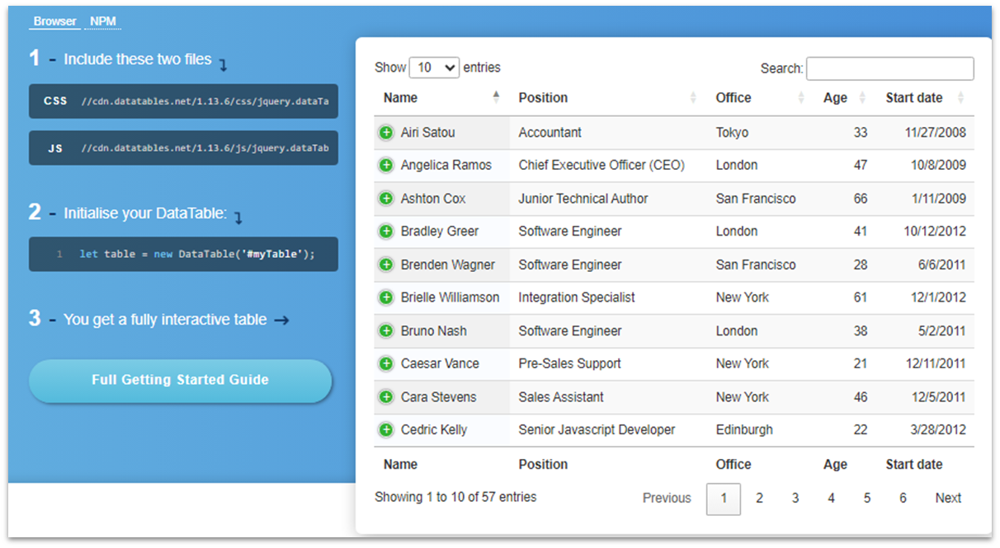 Browser NPM
1 - Include these two files
CSS //cdn.datatables.net/1.13.6/css/jquery.dataTa
JS //cdn.datatables.net/1.13.6/js/jquery.dataTab
2 - Initialise your DataTable:
1 let table = new DataTable('#myTable');
3 - You get a fully interactive table →
Full Getting Started Guide
Show 10 entries Search:
Name Position Office Age Start date
Airi Satou Accountant Tokyo 33 11/27/2008
Angelica Ramos Chief Executive Officer (CEO) London 47 10/8/2009
Ashton Cox Junior Technical Author San Francisco 66 1/11/2009
Bradley Greer Software Engineer London 41 10/12/2012
Brenden Wagner Software Engineer San Francisco 28 6/6/2011
Brielle Williamson Integration Specialist New York 61 12/1/2012
Bruno Nash Software Engineer London 38 5/2/2011
Caesar Vance Pre-Sales Support New York 21 12/11/2011
Cara Stevens Sales Assistant New York 46 12/5/2011
Cedric Kelly Senior Javascript Developer Edinburgh 22 3/28/2012
Name Position Office Age Start date
Showing 1 to 10 of 57 entries Previous 1 2 3 4 5 6 Next